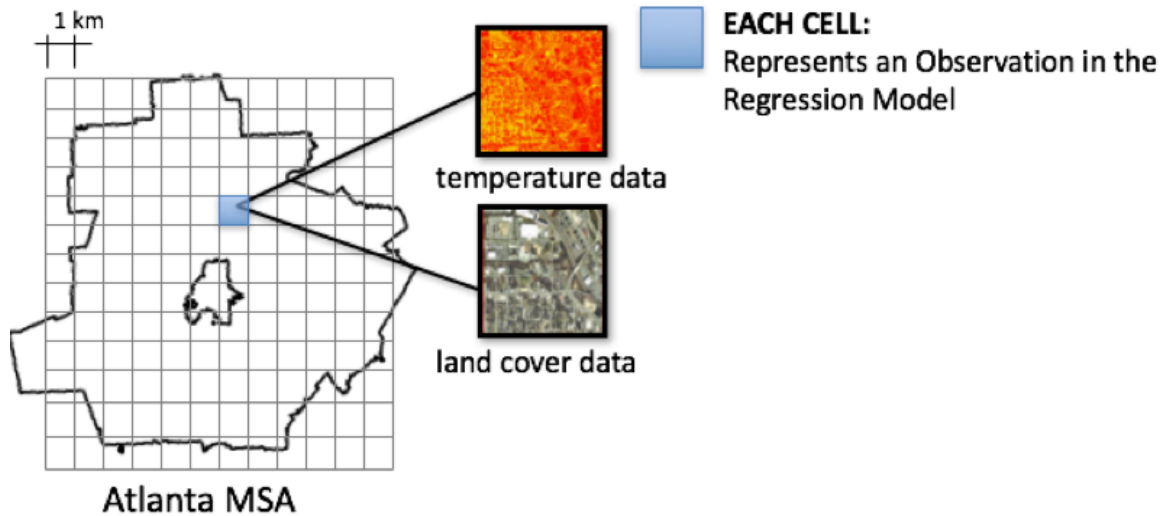 1 km
EACH CELL:
Represents an Observation in the
Regression Model
temperature data
land cover data
Atlanta MSA